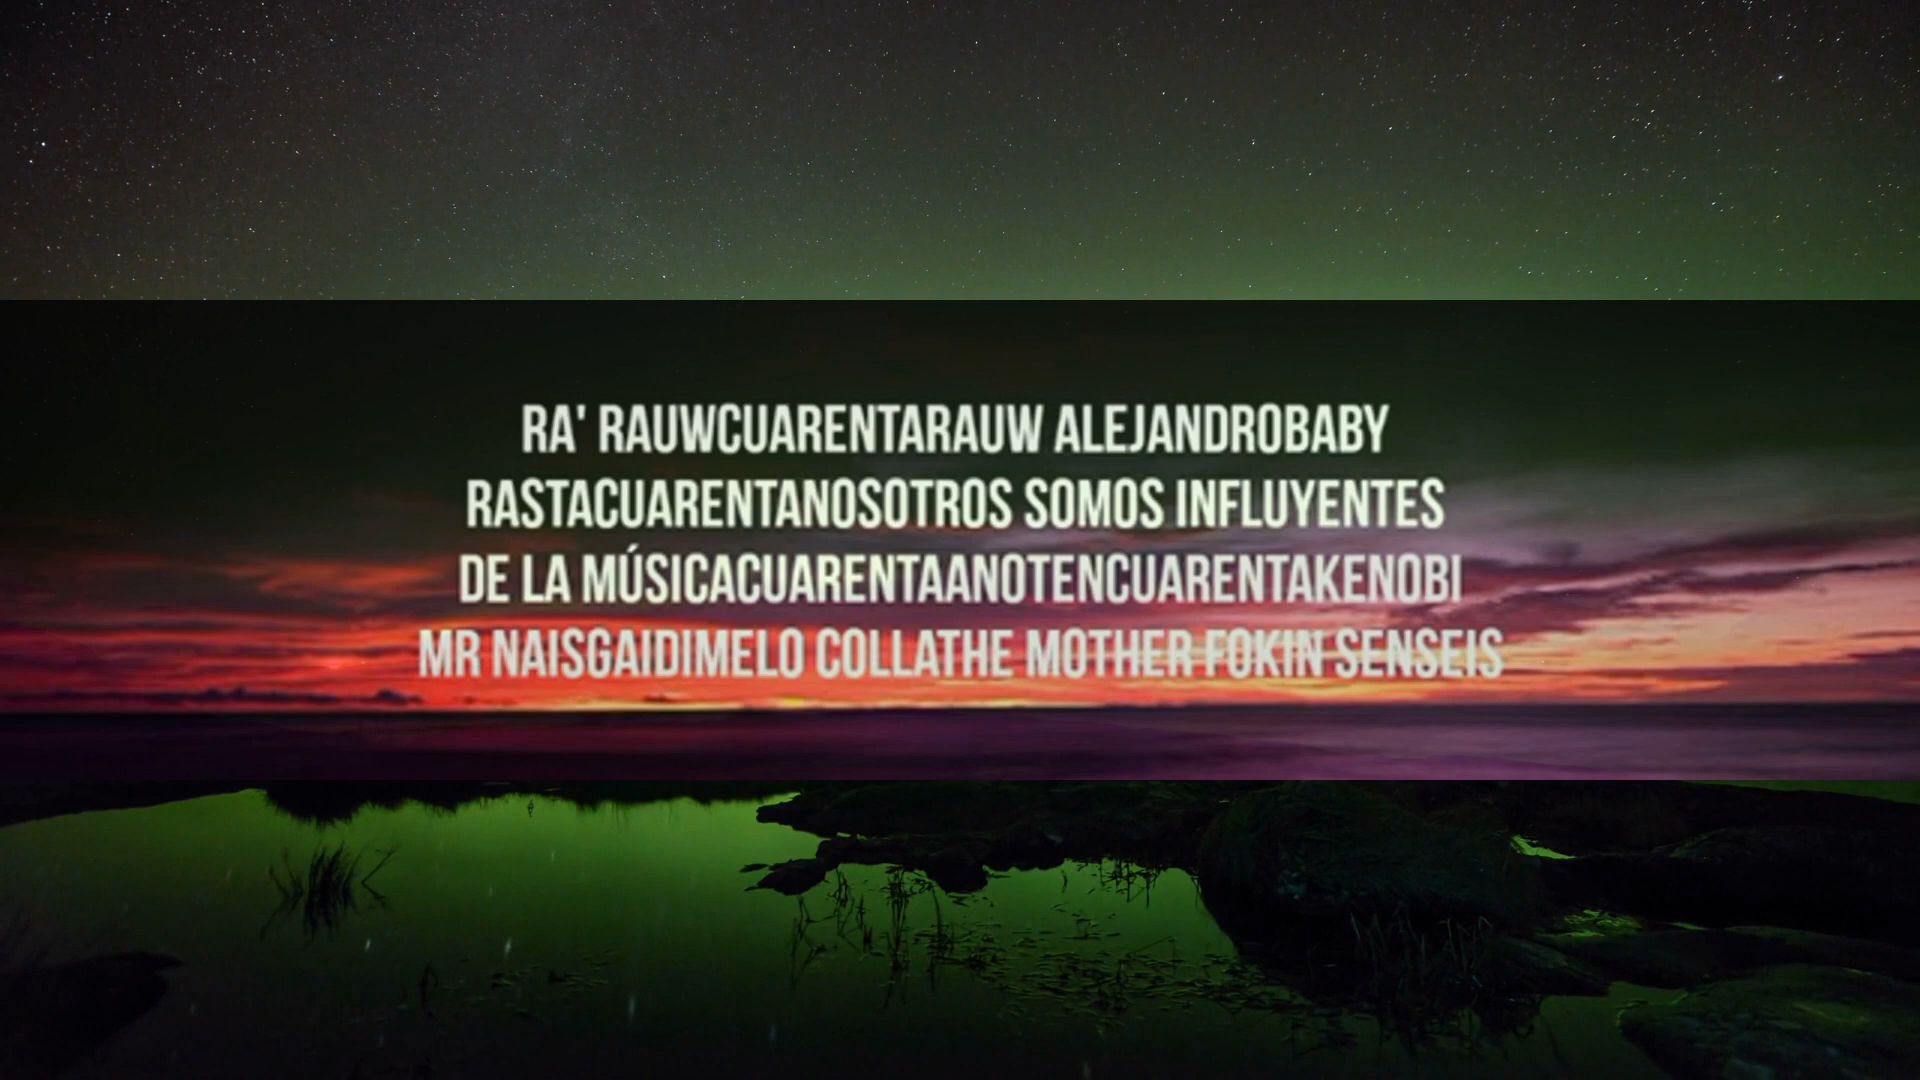 RA' RAUWCUARENTARAUW ALEJANDROBABY
RASTACUARENTANOSOTROS SOMOS INFLUYENTES
DE LA MÚSICACUARENTAANOTENCUARENTAKENOBI
MR NAISGAIDIMELO COLLATHE MOTHER FOKIN SENSEIS